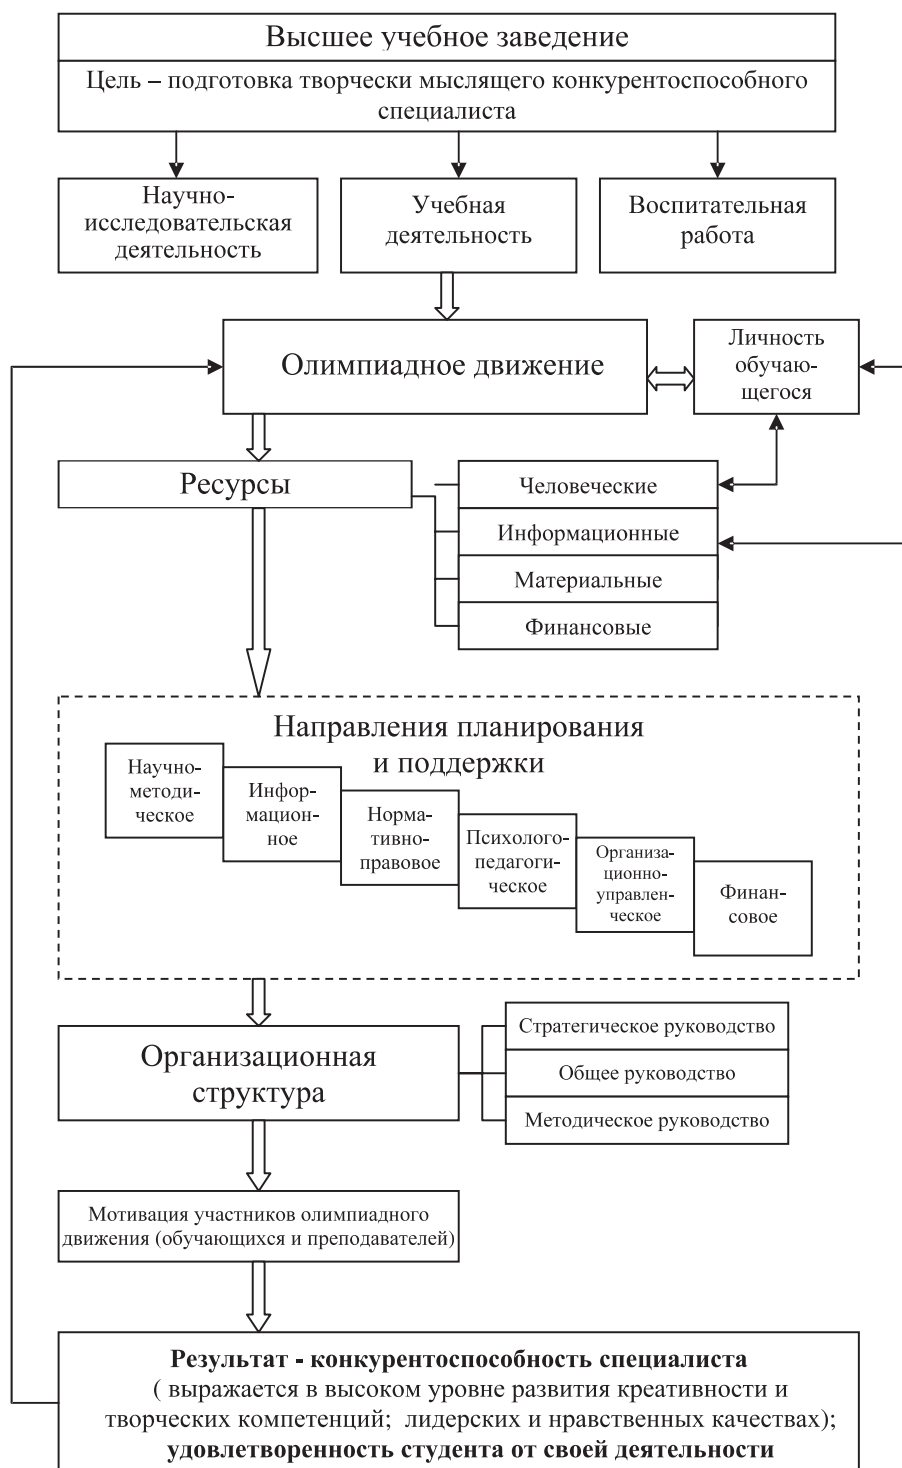 Высшее учебное заведение
Цель – подготовка творчески мыслящего конкурентоспособного
специалиста
Научно-
исследовательская
деятельность
Учебная
деятельность
Воспитательная
работа
Олимпиадное движение
Личность
обучаю-
щегося
Ресурсы
Человеческие
Информационные
Материальные
Финансовые
Направления планирования
и поддержки
Научно-
методи-
ческое
Инфор-
мацион-
ное
Норма-
тивно-
правовое
Психолого-
педагоги-
ческое
Организа-
ционно-
управлен-
ческое
Финан-
совое
Организационная
структура
Стратегическое руководство
Общее руководство
Методическое руководство
Мотивация участников олимпиадного
движения (обучающихся и преподавателей)
Результат - конкурентоспособность специалиста
( выражается в высоком уровне развития креативности и
творческих компетенций; лидерских и нравственных качествах);
удовлетворенность студента от своей деятельности